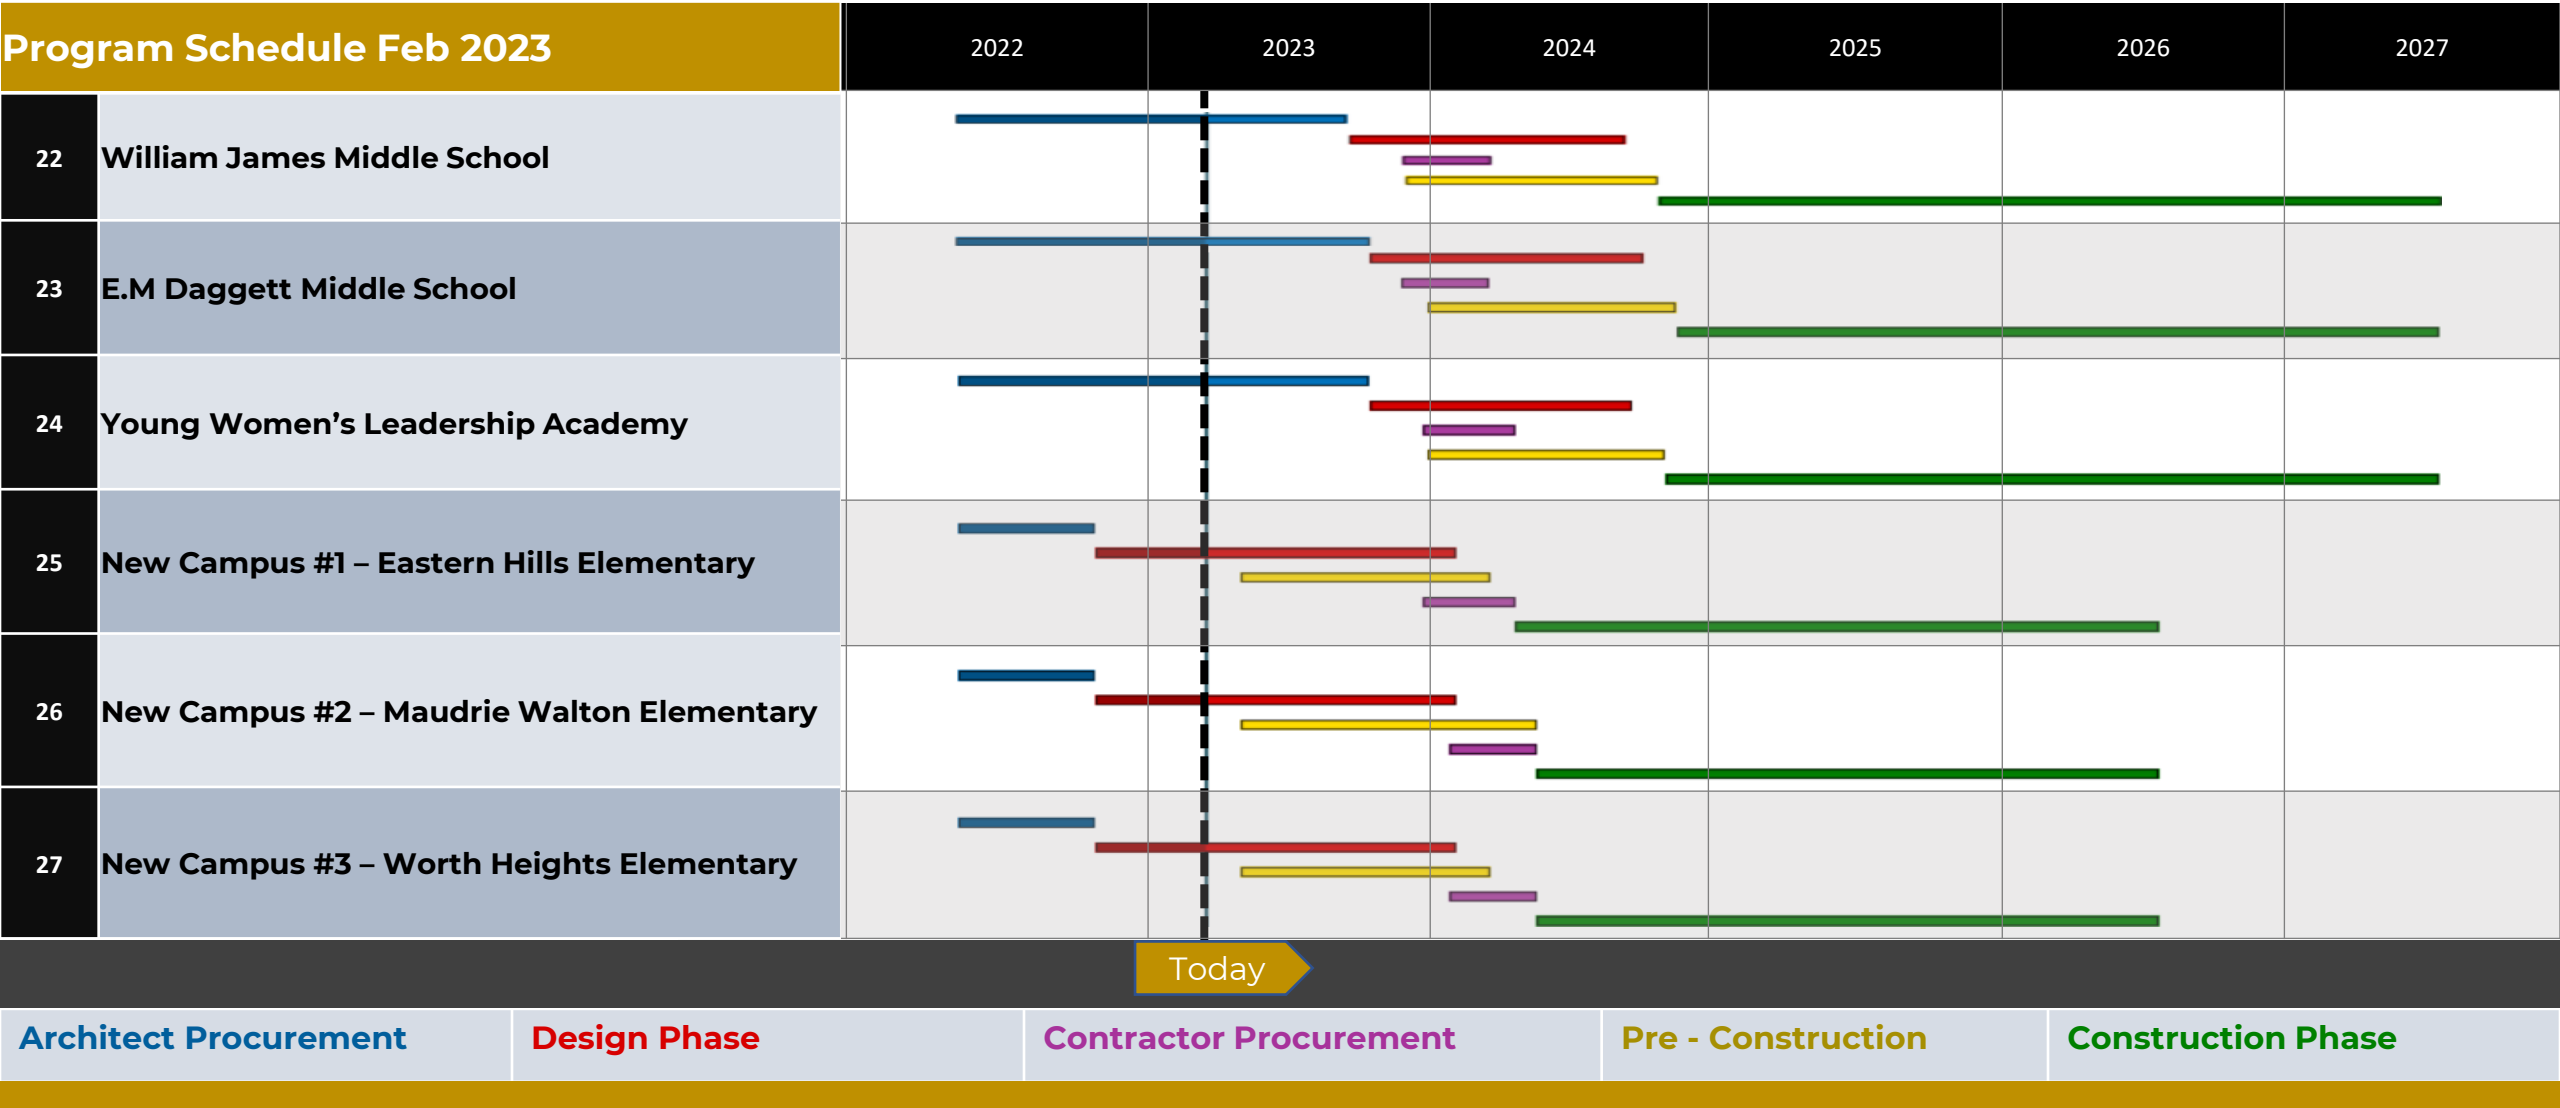 Program Schedule Feb 2023
2022
2023
2024
2025
2026
2027
22
William James Middle School
23
E.M Daggett Middle School
24
Young Women’s Leadership Academy
25
New Campus #1 – Eastern Hills Elementary
26
New Campus #2 – Maudrie Walton Elementary
27
New Campus #3 – Worth Heights Elementary
Today
Architect Procurement
Design Phase
Contractor Procurement
Pre - Construction
Construction Phase